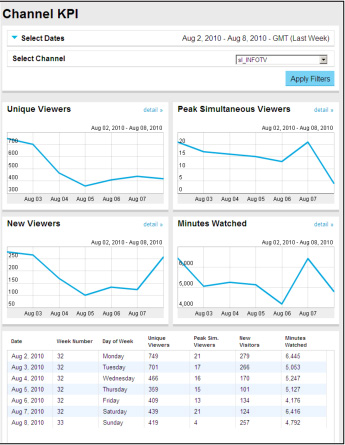 Channel KPI
Select Dates
Aug 2, 2010 - Aug 8, 2010 - GMT (Last Week)
Select Channel
al_INFOTV
Apply Filters
Unique Viewers
detail »
Aug 02, 2010 - Aug 08, 2010
700
600
500
400
300
Aug 03 Aug 04 Aug 05 Aug 06 Aug 07
Peak Simultaneous Viewers
detail »
Aug 02, 2010 - Aug 08, 2010
20
15
10
5
0
Aug 03 Aug 04 Aug 05 Aug 06 Aug 07
New Viewers
detail »
Aug 02, 2010 - Aug 08, 2010
250
200
150
100
50
Aug 03 Aug 04 Aug 05 Aug 06 Aug 07
Minutes Watched
detail »
Aug 02, 2010 - Aug 08, 2010
6,000
5,000
4,000
Aug 03 Aug 04 Aug 05 Aug 06 Aug 07
Date Week Number Day of Week Unique Viewers Peak Sim. Viewers New Visitors Minutes Watched
Aug 2, 2010 32 Monday 749 21 279 6,445
Aug 3, 2010 32 Tuesday 701 17 266 5,053
Aug 4, 2010 32 Wednesday 466 16 170 5,247
Aug 5, 2010 32 Thursday 359 15 101 5,127
Aug 6, 2010 32 Friday 409 13 134 4,176
Aug 7, 2010 32 Saturday 439 21 124 6,416
Aug 8, 2010 33 Sunday 419 4 257 4,792